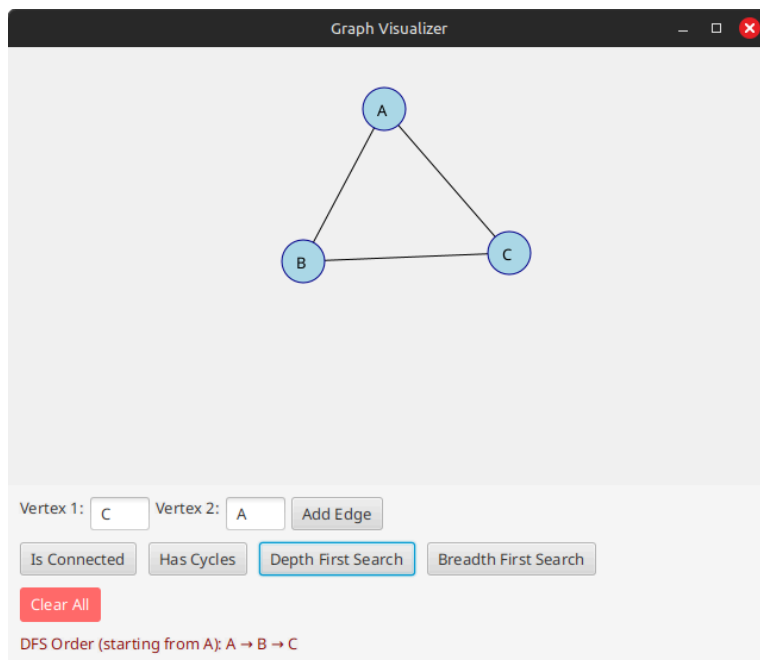 Graph Visualizer
A
B
C
Vertex 1: C Vertex 2: A Add Edge
Is Connected Has Cycles Depth First Search Breadth First Search
Clear All
DFS Order (starting from A): A → B → C